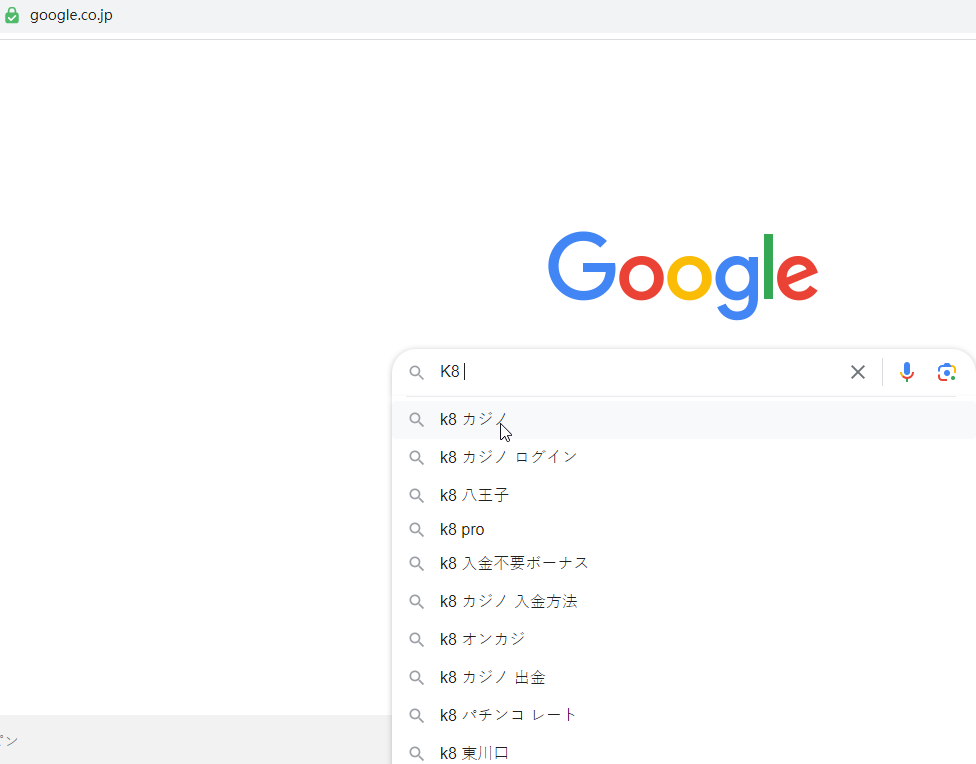 google.co.jp
Google
K8
k8 カジノ
k8 カジノ ログイン
k8 八王子
k8 pro
k8 入金不要ボーナス
k8 カジノ 入金方法
k8 オンカジ
k8 カジノ 出金
k8 パチンコ レート
k8 東川口